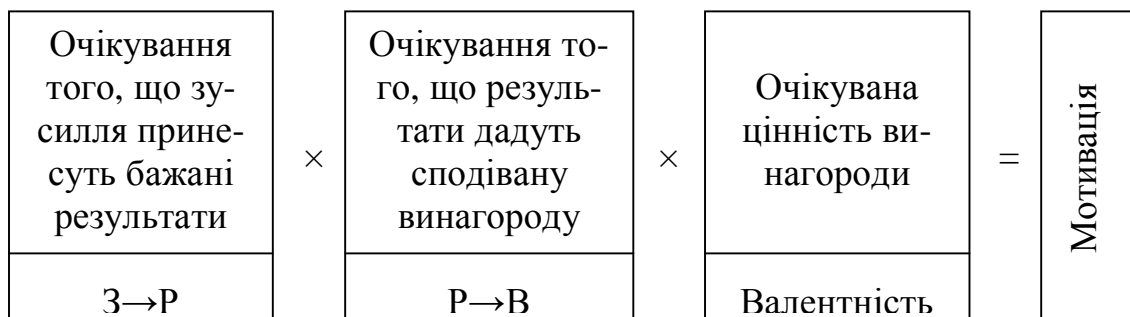 Очікування
того, що зу-
силля прине-
суть бажані
результати
×
Очікування то-
го, що резуль-
тати дадуть
сподівану
винагороду
×
Очікувана
цінність ви-
нагороди
=
Мотивація
З→Р
Р→В
Валентність